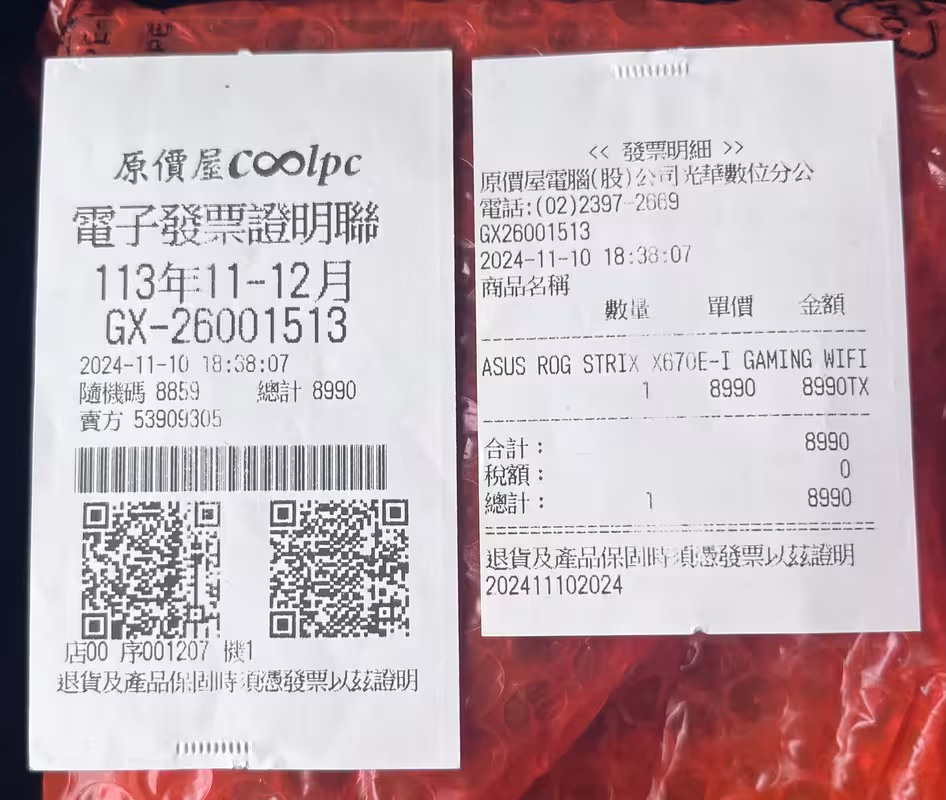 原價屋coolpc
電子發票證明聯
113年11-12月
GX-26001513
2024-11-10 18:38:07
隨機碼 8859 總計 8990
賣方 53909305
店00 序001207 機1
退貨及產品保固時須憑發票以茲證明
<< 發票明細 >>
原價屋電腦(股)公司光華數位分公
電話:(02)2397-2669
GX26001513
2024-11-10 18:38:07
商品名稱
數量 單價 金額
ASUS ROG STRIX X670E-I GAMING WIFI
1 8990 8990TX
合計： 8990
稅額： 0
總計： 1 8990
退貨及產品保固時須憑發票以茲證明
202411102024